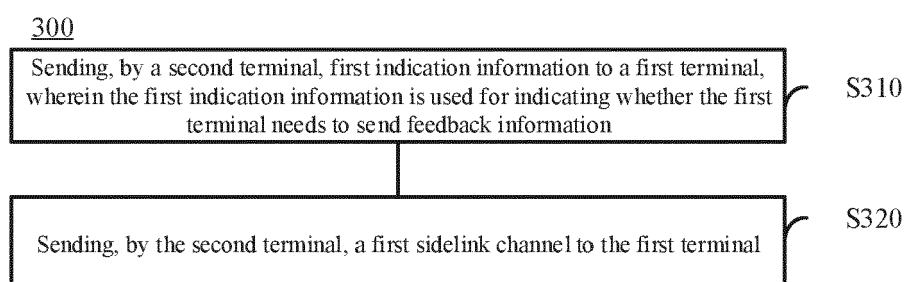 300
Sending, by a second terminal, first indication information to a first terminal,
wherein the first indication information is used for indicating whether the first
terminal needs to send feedback information
S310
Sending, by the second terminal, a first sidelink channel to the first terminal
S320